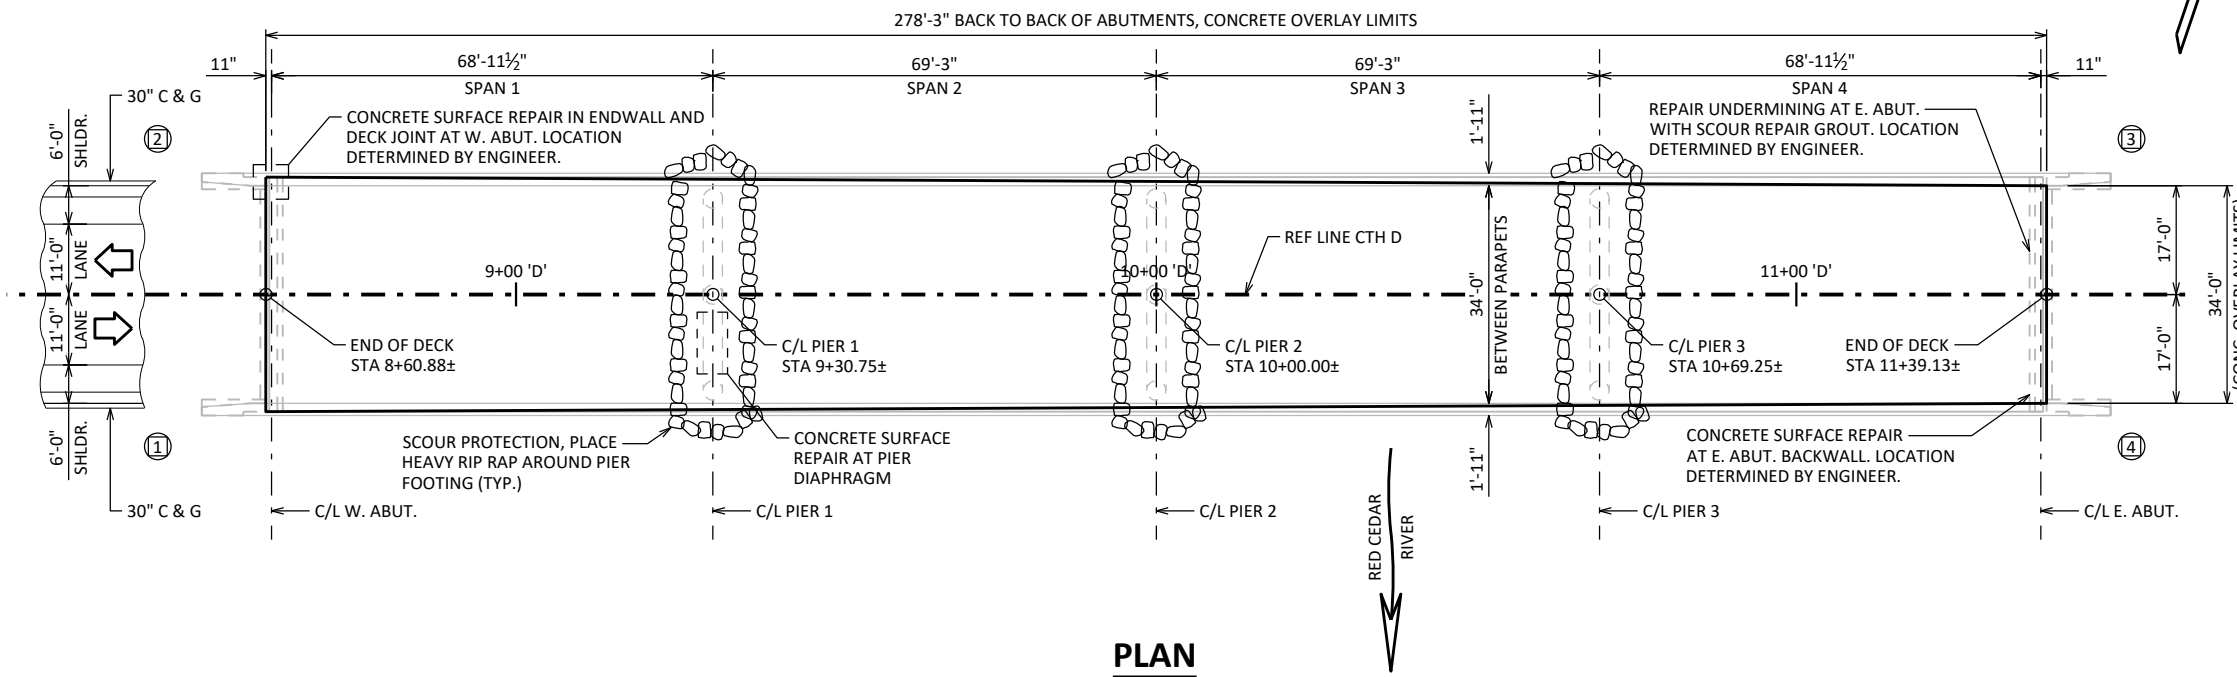 278'-3" BACK TO BACK OF ABUTMENTS, CONCRETE OVERLAY LIMITS
11"
68'-11½"
69'-3"
69'-3"
68'-11½"
11"
SPAN 1
SPAN 2
SPAN 3
SPAN 4
30" C & G
6'-0"
SHLDR.
2
CONCRETE SURFACE REPAIR IN ENDWALL AND
DECK JOINT AT W. ABUT. LOCATION
DETERMINED BY ENGINEER.
1'-11"
REPAIR UNDERMINING AT E. ABUT.
WITH SCOUR REPAIR GROUT. LOCATION
DETERMINED BY ENGINEER.
3
11'-0"
LANE
9+00 'D'
10+00 'D'
REF LINE CTH D
34'-0"
BETWEEN PARAPETS
11+00 'D'
17'-0"
34'-0"
(CONC. OVERLAY LIMITS)
11'-0"
LANE
END OF DECK
STA 8+60.88±
C/L PIER 1
STA 9+30.75±
C/L PIER 2
STA 10+00.00±
C/L PIER 3
STA 10+69.25±
END OF DECK
STA 11+39.13±
17'-0"
6'-0"
SHLDR.
1
SCOUR PROTECTION, PLACE
HEAVY RIP RAP AROUND PIER
FOOTING (TYP.)
CONCRETE SURFACE
REPAIR AT PIER
DIAPHRAGM
1'-11"
CONCRETE SURFACE REPAIR
AT E. ABUT. BACKWALL. LOCATION
DETERMINED BY ENGINEER.
4
30" C & G
C/L W. ABUT.
C/L PIER 1
C/L PIER 2
C/L PIER 3
C/L E. ABUT.
RED CEDAR
RIVER
PLAN